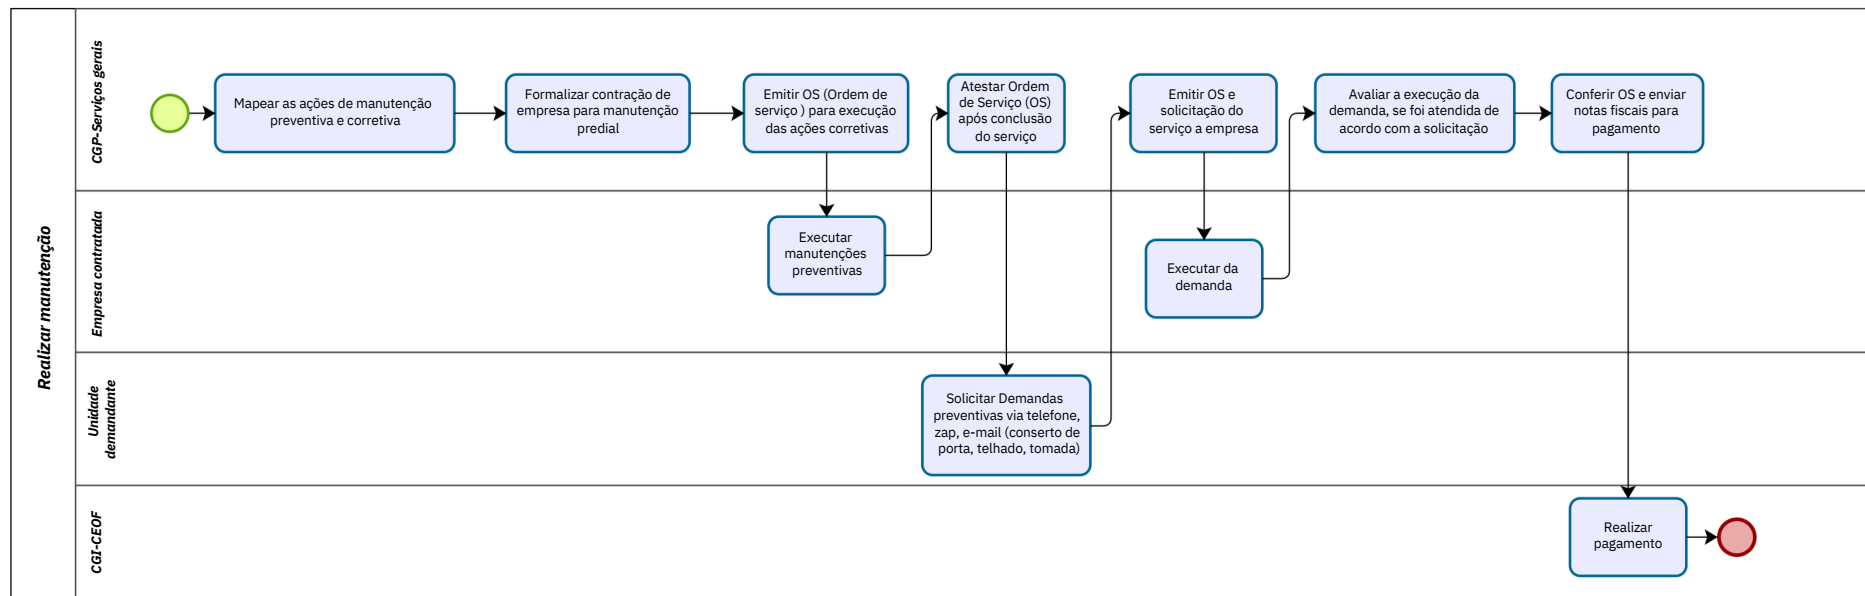 Realizar manutenção
CGP-Serviços gerais
Mapear as ações de manutenção
preventiva e corretiva
Formalizar contração de
empresa para manutenção
predial
Emitir OS (Ordem de
serviço ) para execução
das ações corretivas
Atestar Ordem
de Serviço (OS)
após conclusão
do serviço
Emitir OS e
solicitação do
serviço a empresa
Avaliar a execução da
demanda, se foi atendida de
acordo com a solicitação
Conferir OS e enviar
notas fiscais para
pagamento
Empresa contratada
Executar
manutenções
preventivas
Executar da
demanda
Unidade
demandante
Solicitar Demandas
preventivas via telefone,
zap, e-mail (conserto de
porta, telhado, tomada)
CGI-CEOF
Realizar
pagamento